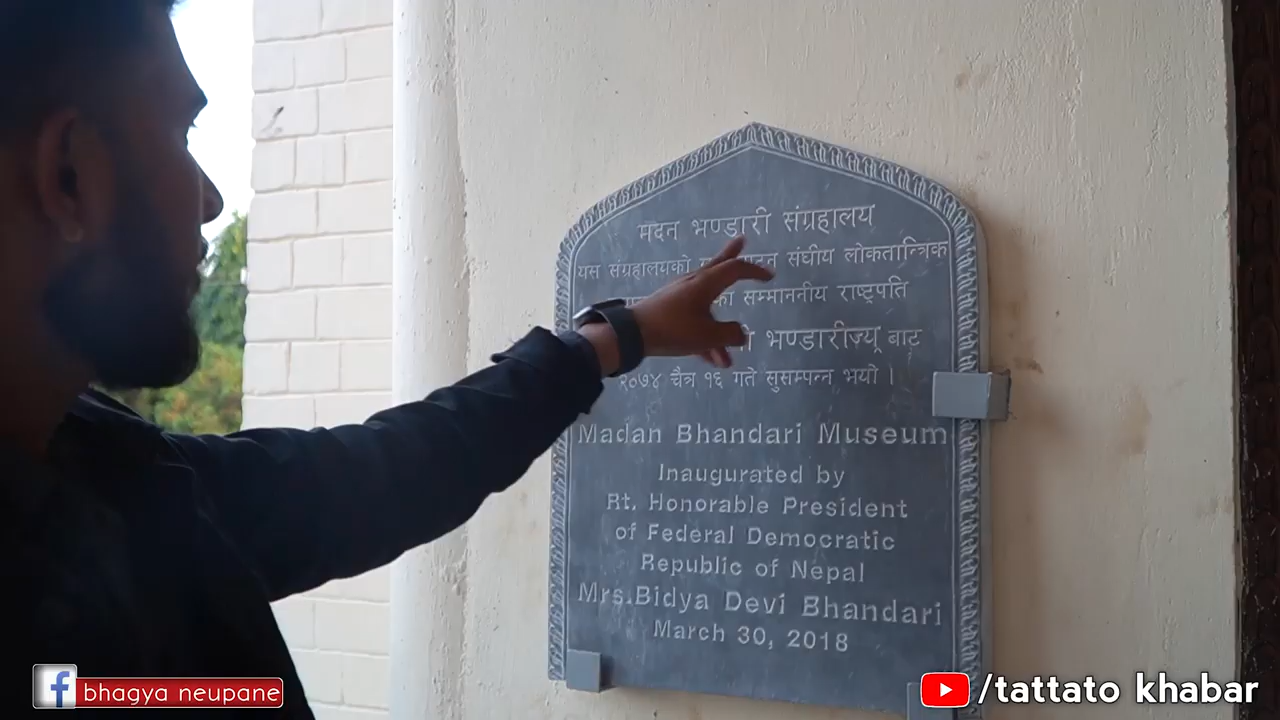 मदन भण्डारी संग्रहालय
यस संग्रहालयको संघीय लोकतान्त्रिक
सम्माननीय राष्ट्रपति
भण्डारीज्यू बाट
२०७४ चैत्र १६ गते सुसम्पन्न भयो ।
Madan Bhandari Museum
Inaugurated by
Rt. Honorable President
of Federal Democratic
Republic of Nepal
Mrs.Bidya Devi Bhandari
March 30, 2018
f bhagya neupane
/tattato khabar